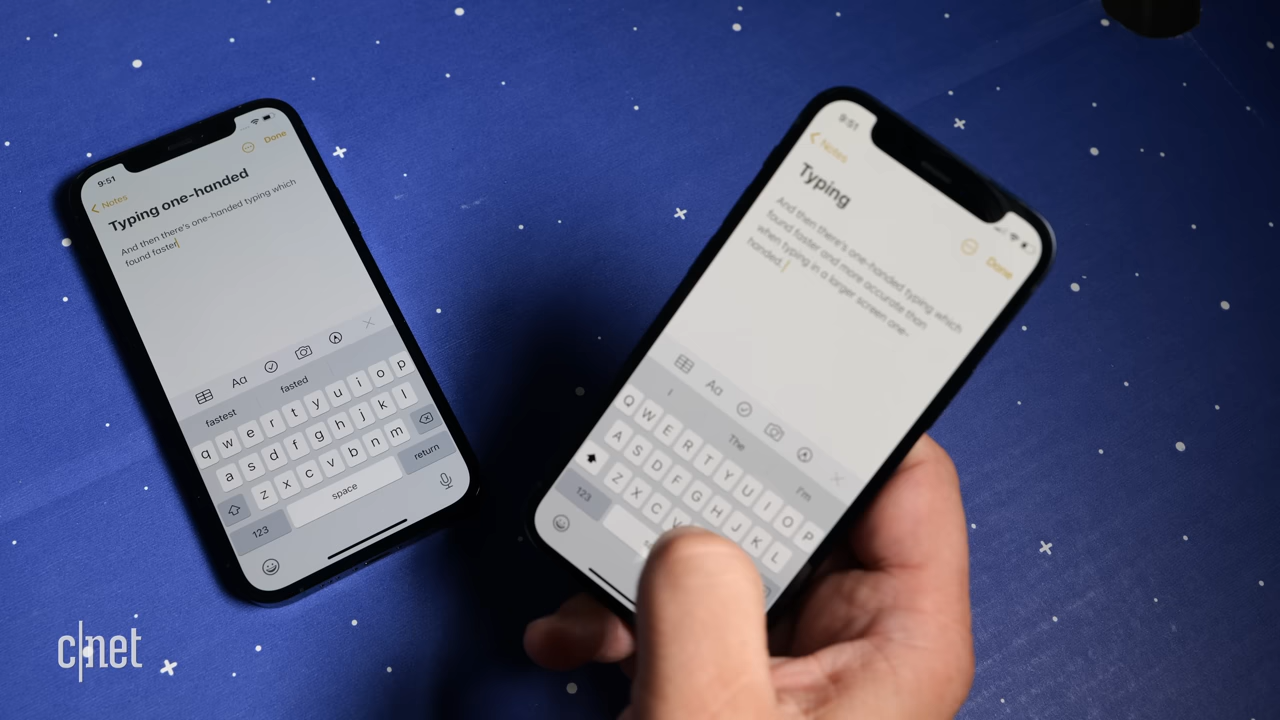 9:51
Notes
Done
Typing one-handed
And then there's one-handed typing which
found faster
Aa
fastest
fasted
q w e r t y u i o p
a s d f g h j k l
z x c v b n m
123
space
return
9:51
Notes
Done
Typing
And then there's one-handed typing which
found faster and more accurate than
when typing in a larger screen one-
handed.
Aa
i
The
I'm
Q W E R T Y U I O P
A S D F G H J K L
Z X C V
123
c|net